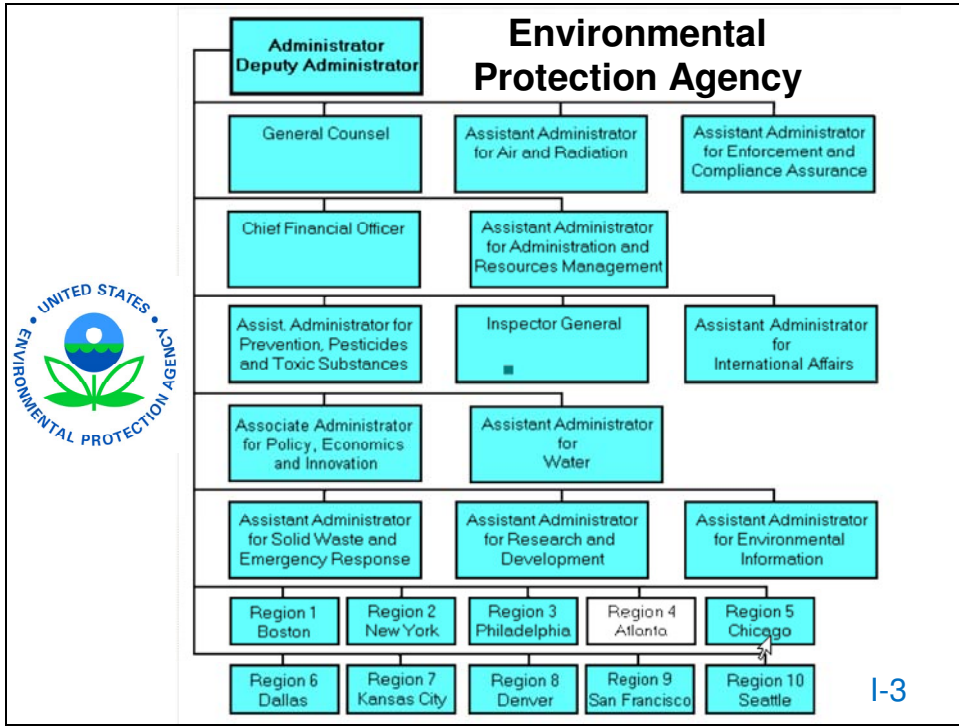 Environmental
Protection Agency
Administrator
Deputy Administrator
General Counsel
Assistant Administrator
for Air and Radiation
Assistant Administrator
for Enforcement and
Compliance Assurance
Chief Financial Officer
Assistant Administrator
for Administration and
Resources Management
UNITED STATES
ENVIRONMENTAL PROTECTION AGENCY
Assist. Administrator for
Prevention, Pesticides
and Toxic Substances
Inspector General
Assistant Administrator
for
International Affairs
Associate Administrator
for Policy, Economics
and Innovation
Assistant Administrator
for
Water
Assistant Administrator
for Solid Waste and
Emergency Response
Assistant Administrator
for Research and
Development
Assistant Administrator
for Environmental
Information
Region 1
Boston
Region 2
New York
Region 3
Philadelphia
Region 4
Atlanta
Region 5
Chicago
Region 6
Dallas
Region 7
Kansas City
Region 8
Denver
Region 9
San Francisco
Region 10
Seattle
I-3